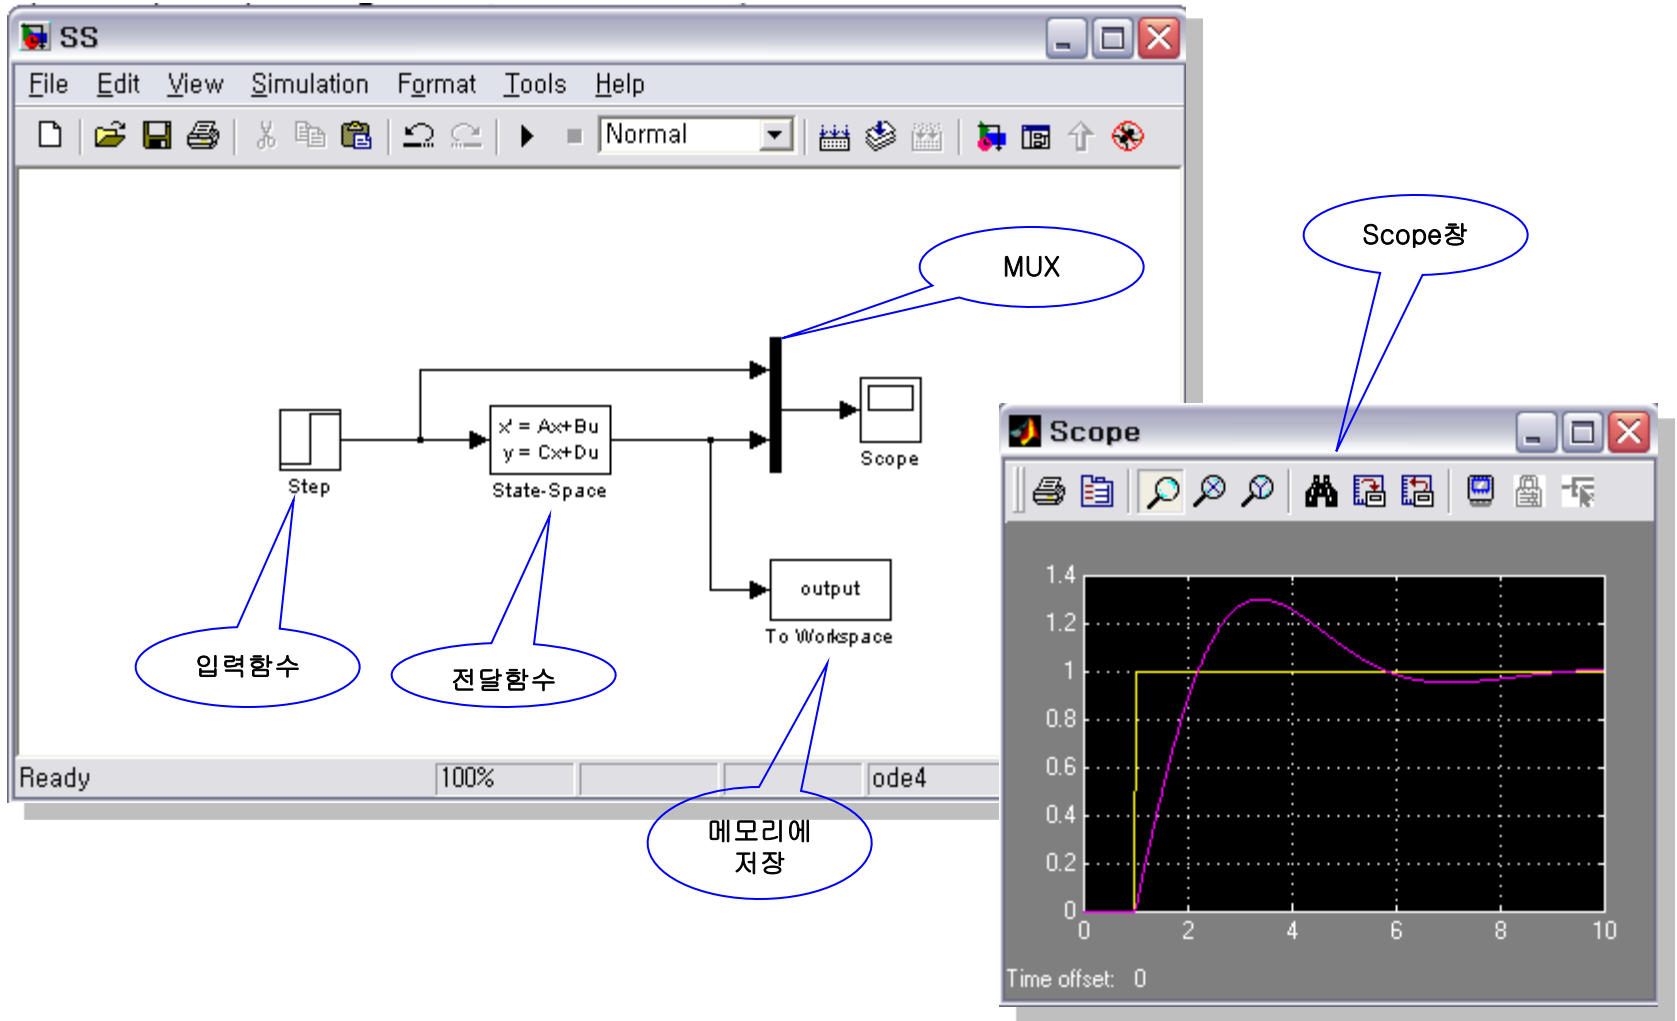 SS
File Edit View Simulation Format Tools Help
Normal
Scope창
MUX
x' = Ax+Bu
y = Cx+Du
Step
State-Space
Scope
output
To Workspace
입력함수
전달함수
메모리에
저장
Ready 100% ode4
Scope
1.4
1.2
1
0.8
0.6
0.4
0.2
0
0 2 4 6 8 10
Time offset: 0